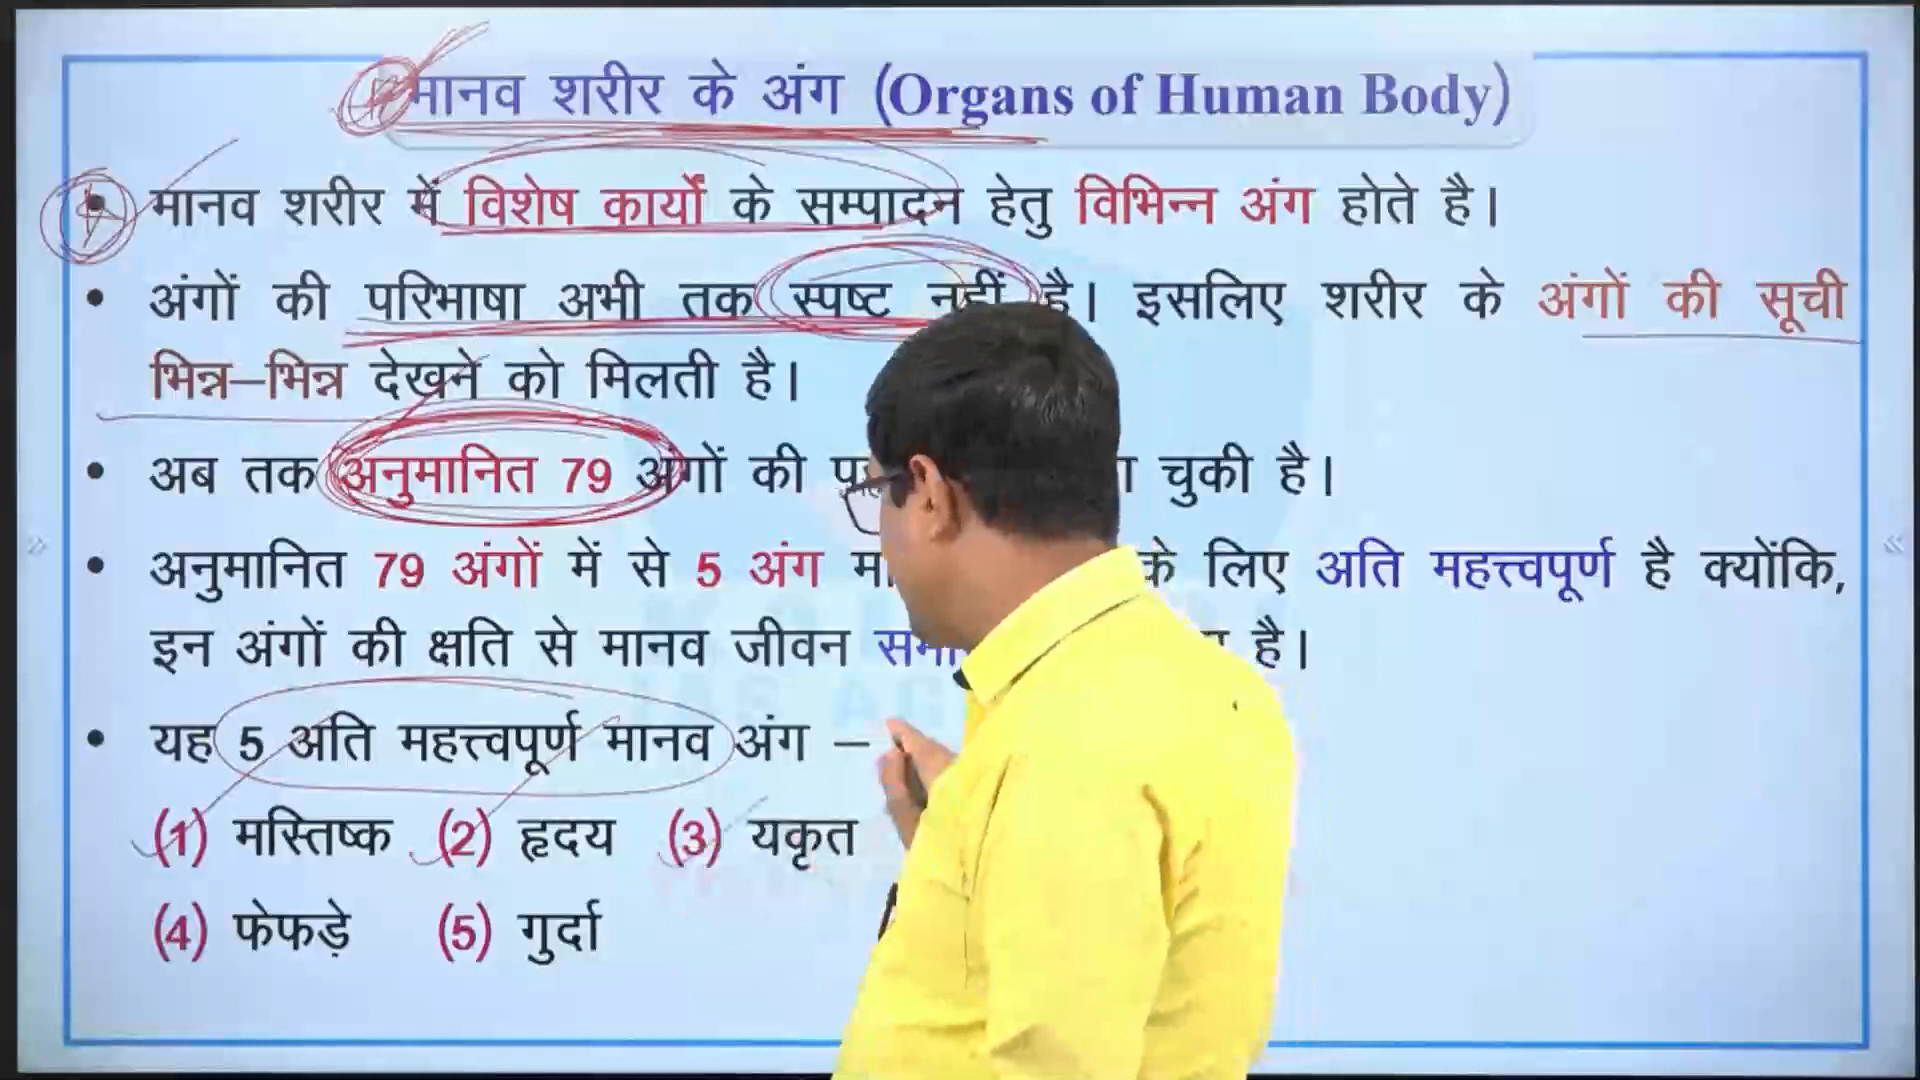 मानव शरीर के अंग (Organs of Human Body)
• मानव शरीर में विशेष कार्यों के सम्पादन हेतु विभिन्न अंग होते है।
• अंगों की परिभाषा अभी तक स्पष्ट नहीं है। इसलिए शरीर के अंगों की सूची
भिन्न–भिन्न देखने को मिलती है।
• अब तक अनुमानित 79 अंगों की चुकी है।
• अनुमानित 79 अंगों में से 5 अंग के लिए अति महत्त्वपूर्ण है क्योंकि,
इन अंगों की क्षति से मानव जीवन है।
• यह 5 अति महत्त्वपूर्ण मानव अंग –
(1) मस्तिष्क (2) हृदय (3) यकृत
(4) फेफड़े (5) गुर्दा